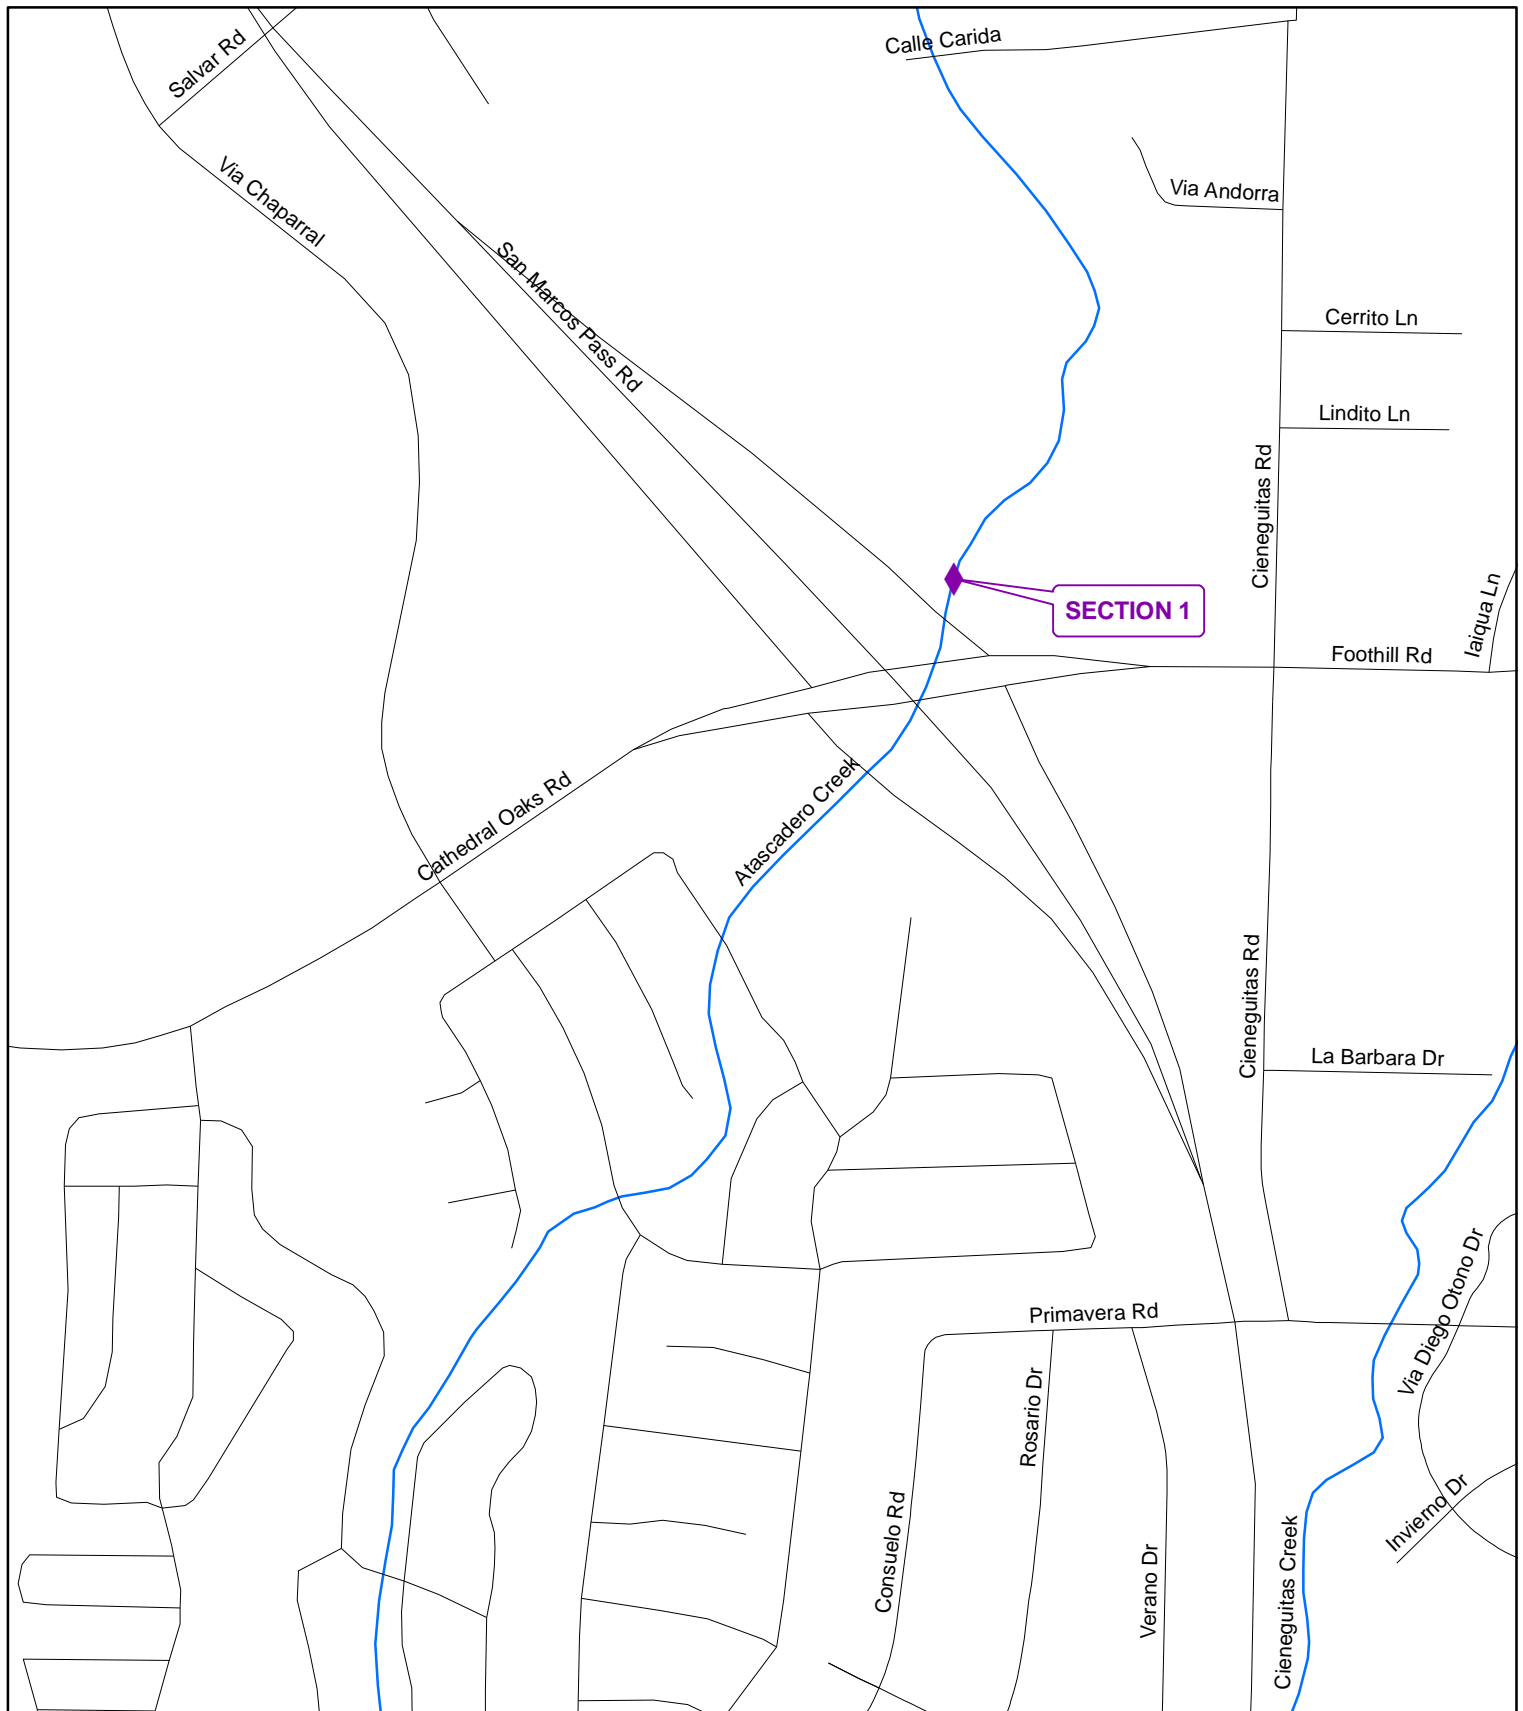 Calle Carida
Salvar Rd
Via Chaparral
Via Andorra
San Marcos Pass Rd
Cerrito Ln
Lindito Ln
Cieneguitas Rd
SECTION 1
Iaiqua Ln
Foothill Rd
Cathedral Oaks Rd
Atascadero Creek
Cieneguitas Rd
La Barbara Dr
Via Diego Otono Dr
Primavera Rd
Rosario Dr
Consuelo Rd
Verano Dr
Cieneguitas Creek
Invierno Dr